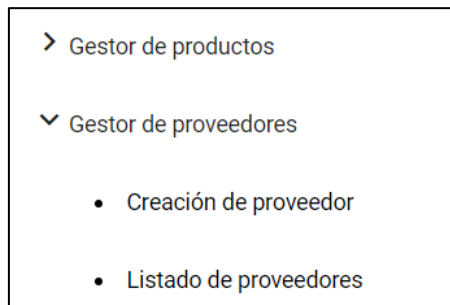 Gestor de productos
Gestor de proveedores
• Creación de proveedor
• Listado de proveedores